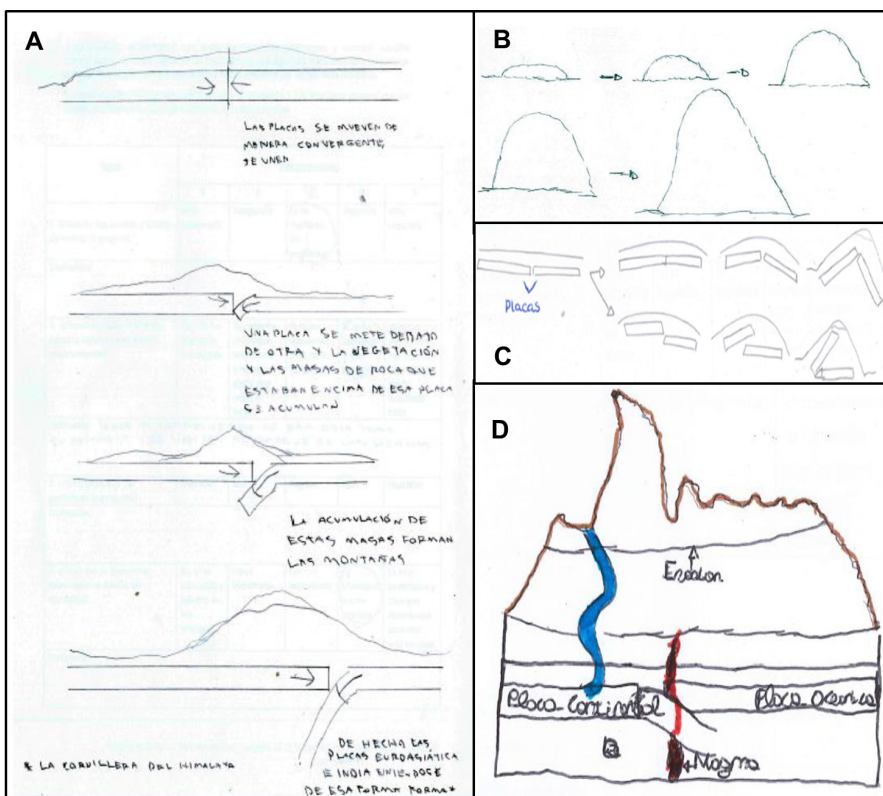 A
LAS PLACAS SE MUEVEN DE
MANERA CONVERGENTE,
SE UNEN
UNA PLACA SE METE DEBAJO
DE OTRA Y LA VEGETACIÓN
Y LAS MASAS DE ROCA QUE
ESTABAN ENCIMA DE ESA PLACA
SE ACUMULAN
LA ACUMULACIÓN DE
ESTAS MASAS FORMAN
LAS MONTAÑAS
DE HECHO LAS
PLACAS EUROASIÁTICA
E INDIA UNIENDOSE
DE ESA FORMA FORMA*
* LA CORDILLERA DEL HIMALAYA
B
Placas
C
D
Erosion
Placa Continental
Placa Oceanica
Magma